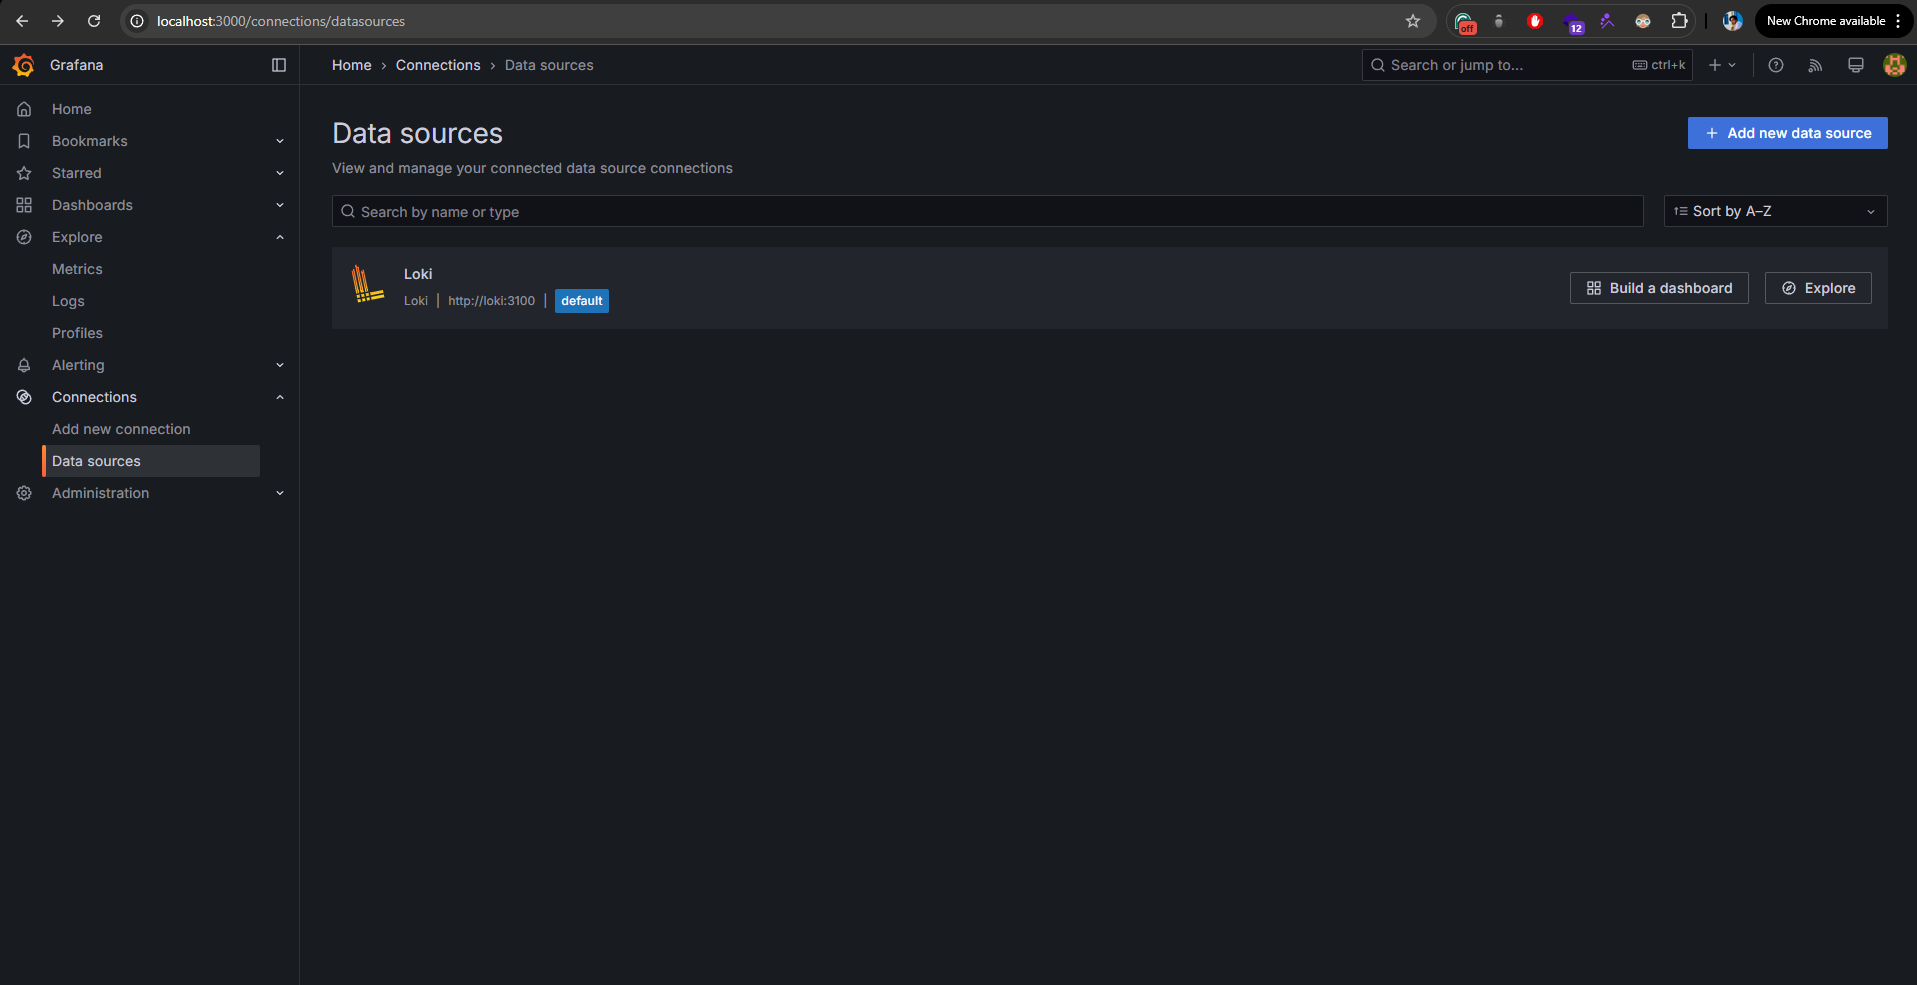 localhost:3000/connections/datasources
off
12
New Chrome available
Grafana
Home › Connections › Data sources
Search or jump to...
ctrl+k
Home
Bookmarks
Starred
Dashboards
Explore
Metrics
Logs
Profiles
Alerting
Connections
Add new connection
Data sources
Administration
Data sources
Add new data source
View and manage your connected data source connections
Search by name or type
Sort by A–Z
Loki
Loki | http://loki:3100 | default
Build a dashboard
Explore